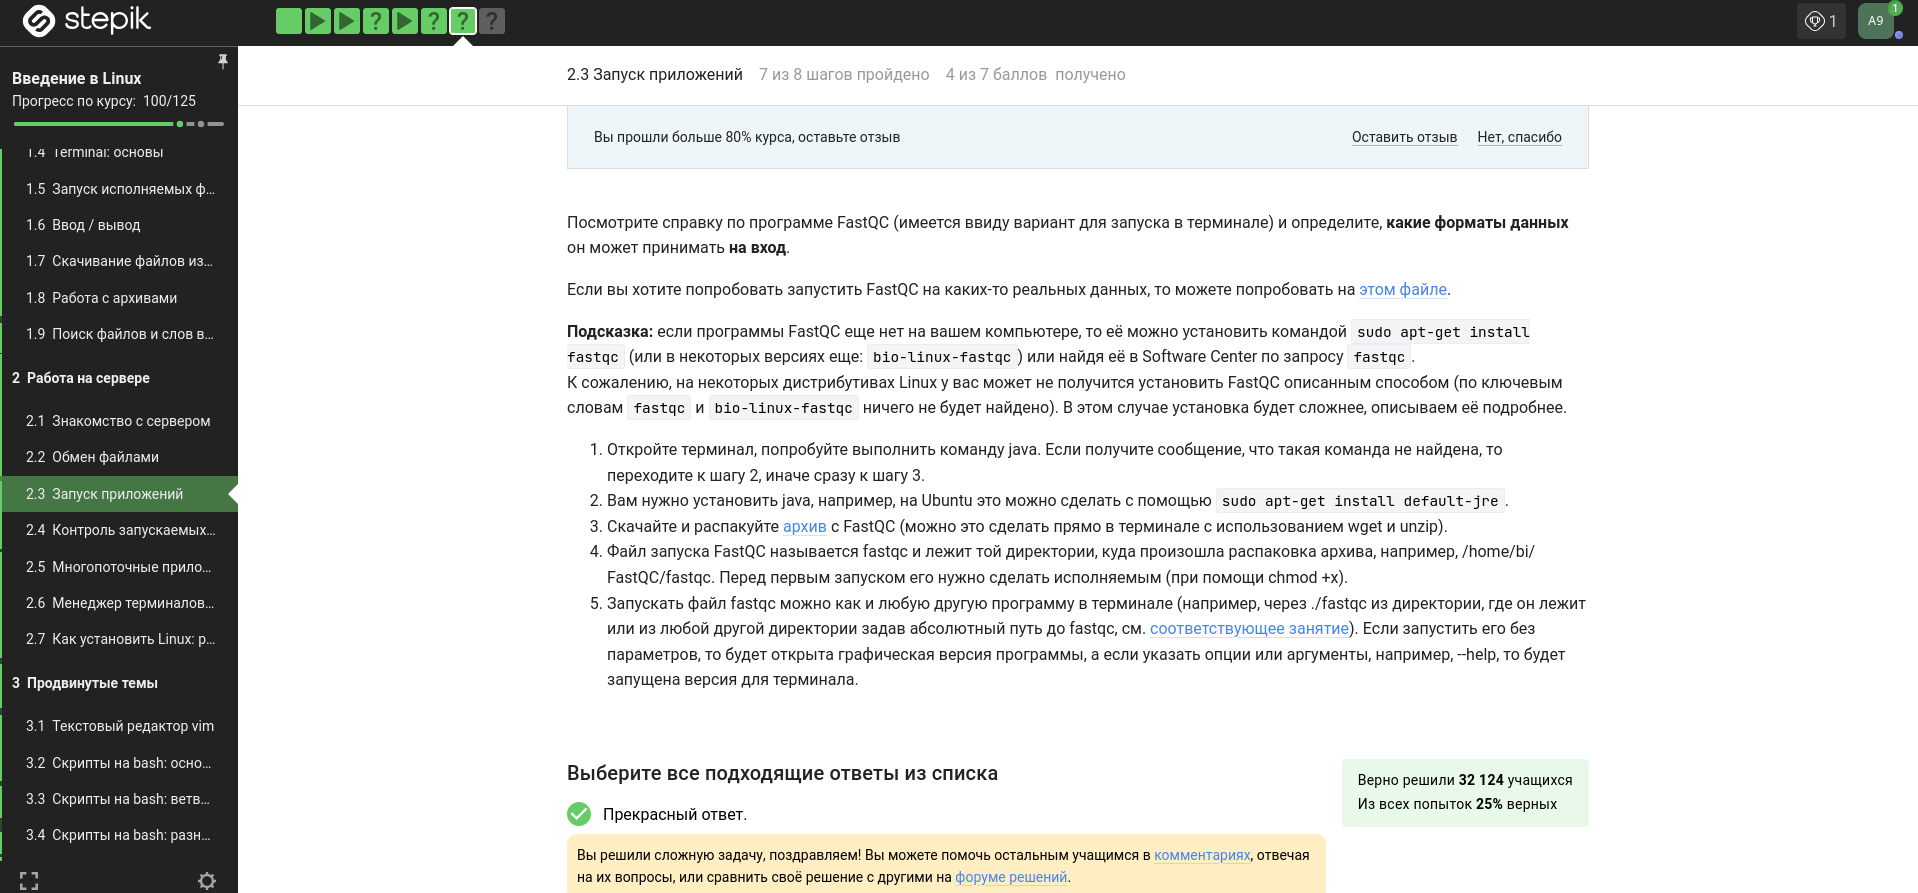 stepik
1
A9
1
Введение в Linux
Прогресс по курсу: 100/125
1.4 Terminal: основы
1.5 Запуск исполняемых ф...
1.6 Ввод / вывод
1.7 Скачивание файлов из...
1.8 Работа с архивами
1.9 Поиск файлов и слов в...
2 Работа на сервере
2.1 Знакомство с сервером
2.2 Обмен файлами
2.3 Запуск приложений
2.4 Контроль запускаемых...
2.5 Многопоточные прило...
2.6 Менеджер терминалов...
2.7 Как установить Linux: р...
3 Продвинутые темы
3.1 Текстовый редактор vim
3.2 Скрипты на bash: осно...
3.3 Скрипты на bash: ветв...
3.4 Скрипты на bash: разн...
2.3 Запуск приложений 7 из 8 шагов пройдено 4 из 7 баллов получено
Вы прошли больше 80% курса, оставьте отзыв Оставить отзыв Нет, спасибо
Посмотрите справку по программе FastQC (имеется ввиду вариант для запуска в терминале) и определите, какие форматы данных
он может принимать на вход.
Если вы хотите попробовать запустить FastQC на каких-то реальных данных, то можете попробовать на этом файле.
Подсказка: если программы FastQC еще нет на вашем компьютере, то её можно установить командой sudo apt-get install
fastqc (или в некоторых версиях еще: bio-linux-fastqc) или найдя её в Software Center по запросу fastqc.
К сожалению, на некоторых дистрибутивах Linux у вас может не получится установить FastQC описанным способом (по ключевым
словам fastqc и bio-linux-fastqc ничего не будет найдено). В этом случае установка будет сложнее, описываем её подробнее.
1. Откройте терминал, попробуйте выполнить команду java. Если получите сообщение, что такая команда не найдена, то
переходите к шагу 2, иначе сразу к шагу 3.
2. Вам нужно установить java, например, на Ubuntu это можно сделать с помощью sudo apt-get install default-jre.
3. Скачайте и распакуйте архив с FastQC (можно это сделать прямо в терминале с использованием wget и unzip).
4. Файл запуска FastQC называется fastqc и лежит той директории, куда произошла распаковка архива, например, /home/bi/
FastQC/fastqc. Перед первым запуском его нужно сделать исполняемым (при помощи chmod +x).
5. Запускать файл fastqc можно как и любую другую программу в терминале (например, через ./fastqc из директории, где он лежит
или из любой другой директории задав абсолютный путь до fastqc, см. соответствующее занятие). Если запустить его без
параметров, то будет открыта графическая версия программы, а если указать опции или аргументы, например, --help, то будет
запущена версия для терминала.
Выберите все подходящие ответы из списка
Верно решили 32 124 учащихся
Из всех попыток 25% верных
Прекрасный ответ.
Вы решили сложную задачу, поздравляем! Вы можете помочь остальным учащимся в комментариях, отвечая
на их вопросы, или сравнить своё решение с другими на форуме решений.